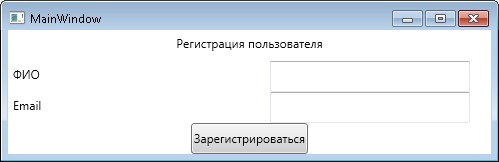 MainWindow
Регистрация пользователя
ФИО
Email
Зарегистрироваться